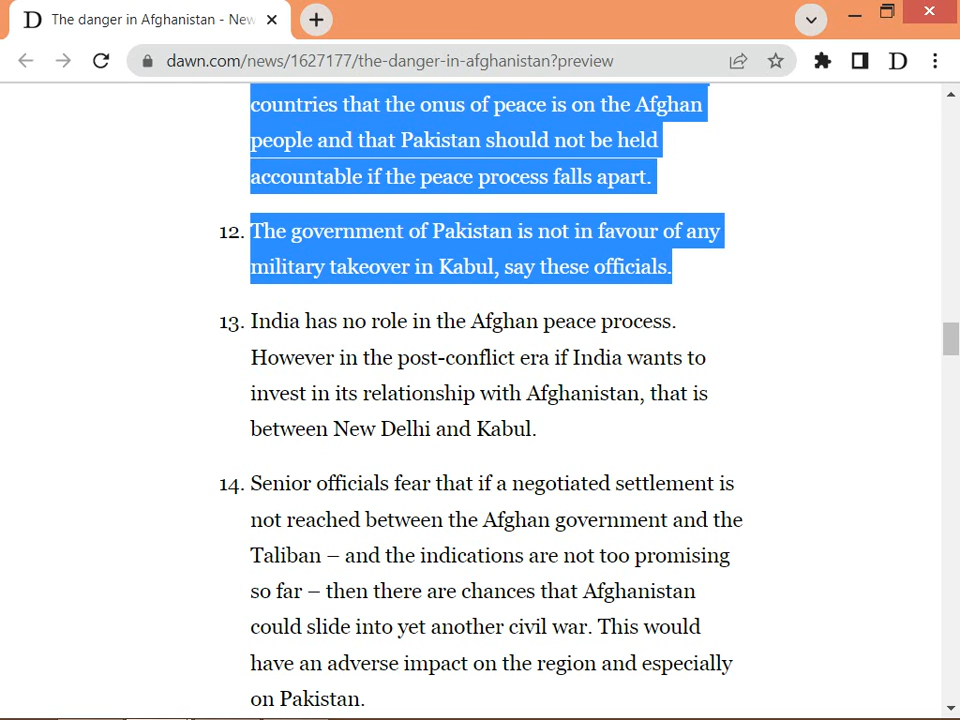 The danger in Afghanistan - New
dawn.com/news/1627177/the-danger-in-afghanistan?preview
countries that the onus of peace is on the Afghan
people and that Pakistan should not be held
accountable if the peace process falls apart.
12. The government of Pakistan is not in favour of any
military takeover in Kabul, say these officials.
13. India has no role in the Afghan peace process.
However in the post-conflict era if India wants to
invest in its relationship with Afghanistan, that is
between New Delhi and Kabul.
14. Senior officials fear that if a negotiated settlement is
not reached between the Afghan government and the
Taliban – and the indications are not too promising
so far – then there are chances that Afghanistan
could slide into yet another civil war. This would
have an adverse impact on the region and especially
on Pakistan.